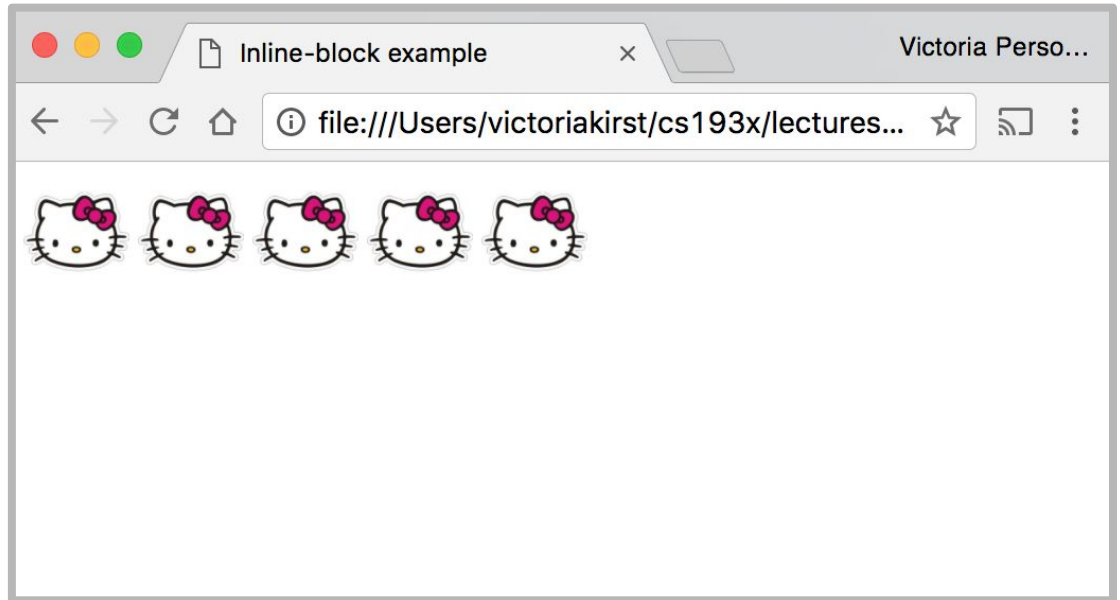 Inline-block example
Victoria Perso...
file:///Users/victoriakirst/cs193x/lectures...